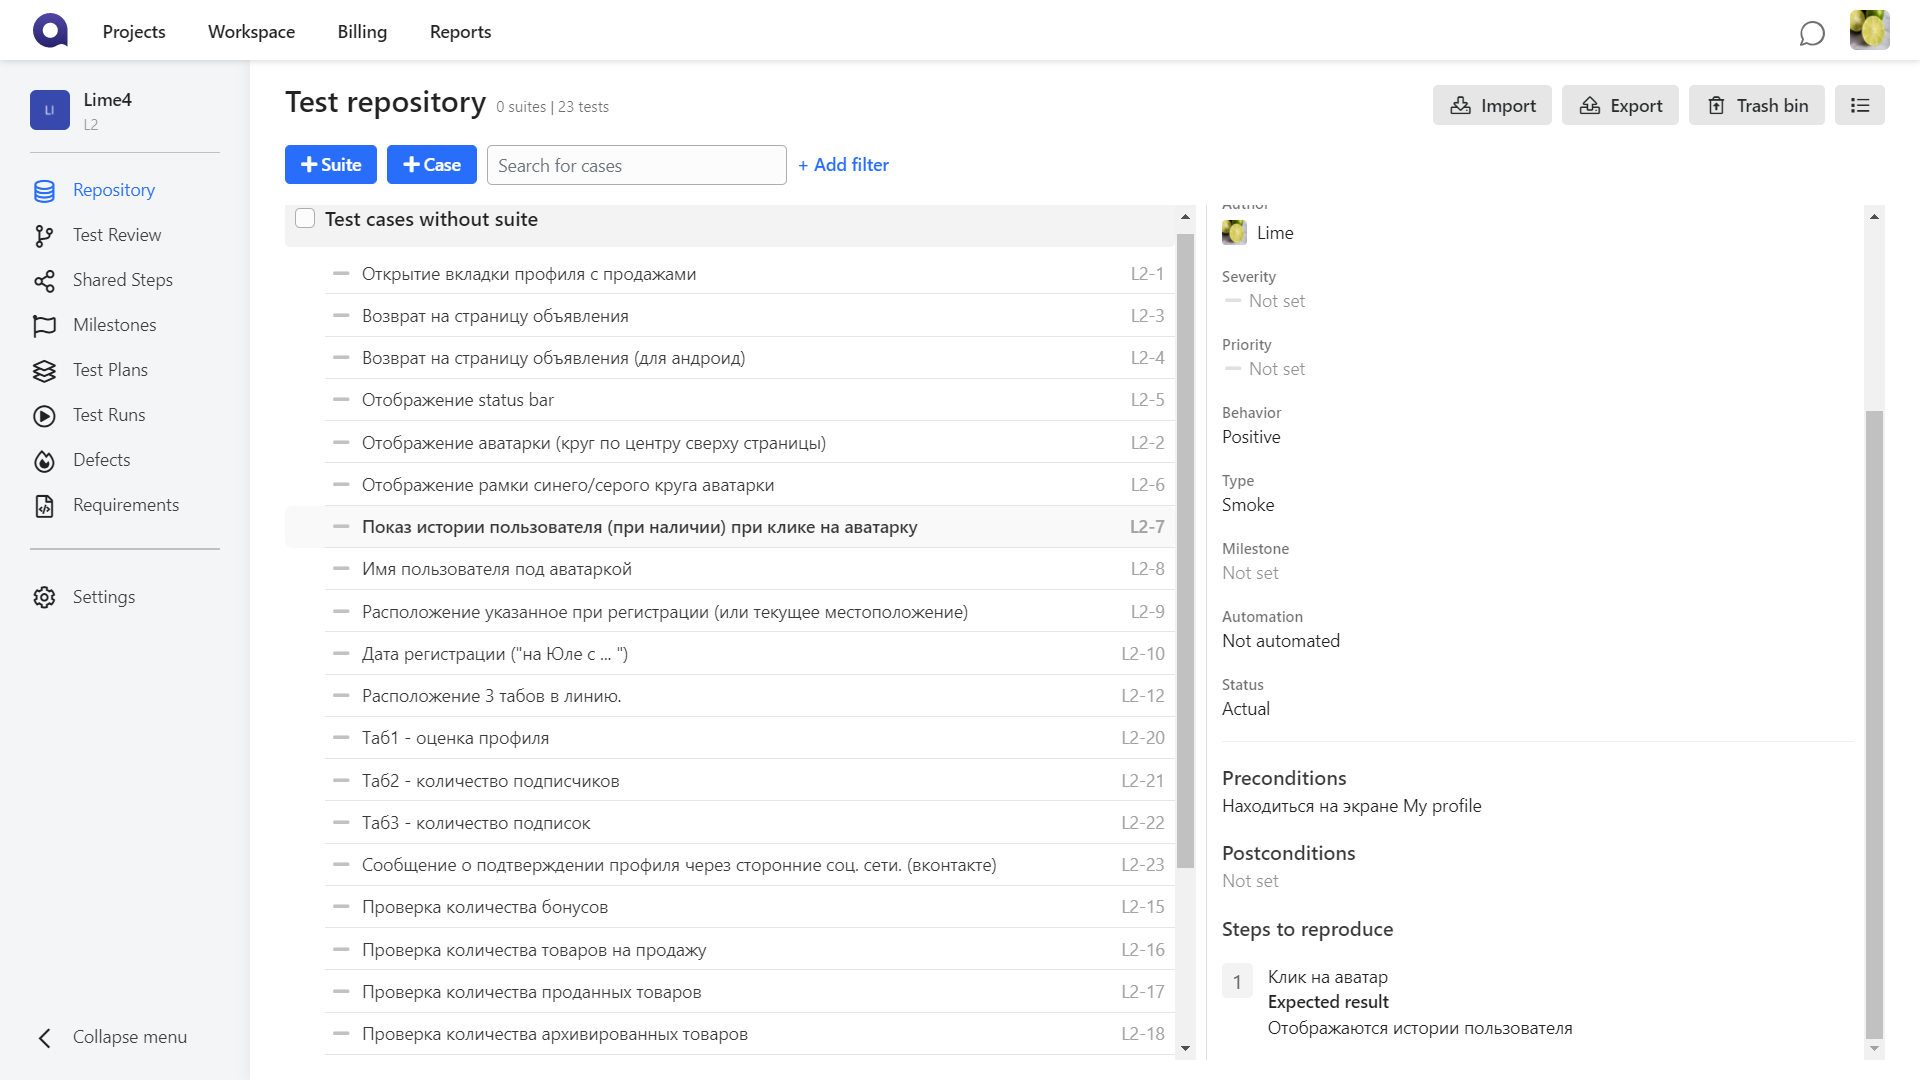 Projects
Workspace
Billing
Reports
LI
Lime4
L2
Repository
Test Review
Shared Steps
Milestones
Test Plans
Test Runs
Defects
Requirements
Settings
Collapse menu
Test repository 0 suites | 23 tests
Import
Export
Trash bin
+ Suite
+ Case
Search for cases
+ Add filter
Test cases without suite
Открытие вкладки профиля с продажами L2-1
Возврат на страницу объявления L2-3
Возврат на страницу объявления (для андроид) L2-4
Отображение status bar L2-5
Отображение аватарки (круг по центру сверху страницы) L2-2
Отображение рамки синего/серого круга аватарки L2-6
Показ истории пользователя (при наличии) при клике на аватарку L2-7
Имя пользователя под аватаркой L2-8
Расположение указанное при регистрации (или текущее местоположение) L2-9
Дата регистрации ("на Юле с ... ") L2-10
Расположение 3 табов в линию. L2-12
Таб1 - оценка профиля L2-20
Таб2 - количество подписчиков L2-21
Таб3 - количество подписок L2-22
Сообщение о подтверждении профиля через сторонние соц. сети. (вконтакте) L2-23
Проверка количества бонусов L2-15
Проверка количества товаров на продажу L2-16
Проверка количества проданных товаров L2-17
Проверка количества архивированных товаров L2-18
Author
Lime
Severity
Not set
Priority
Not set
Behavior
Positive
Type
Smoke
Milestone
Not set
Automation
Not automated
Status
Actual
Preconditions
Находиться на экране My profile
Postconditions
Not set
Steps to reproduce
1
Клик на аватар
Expected result
Отображаются истории пользователя